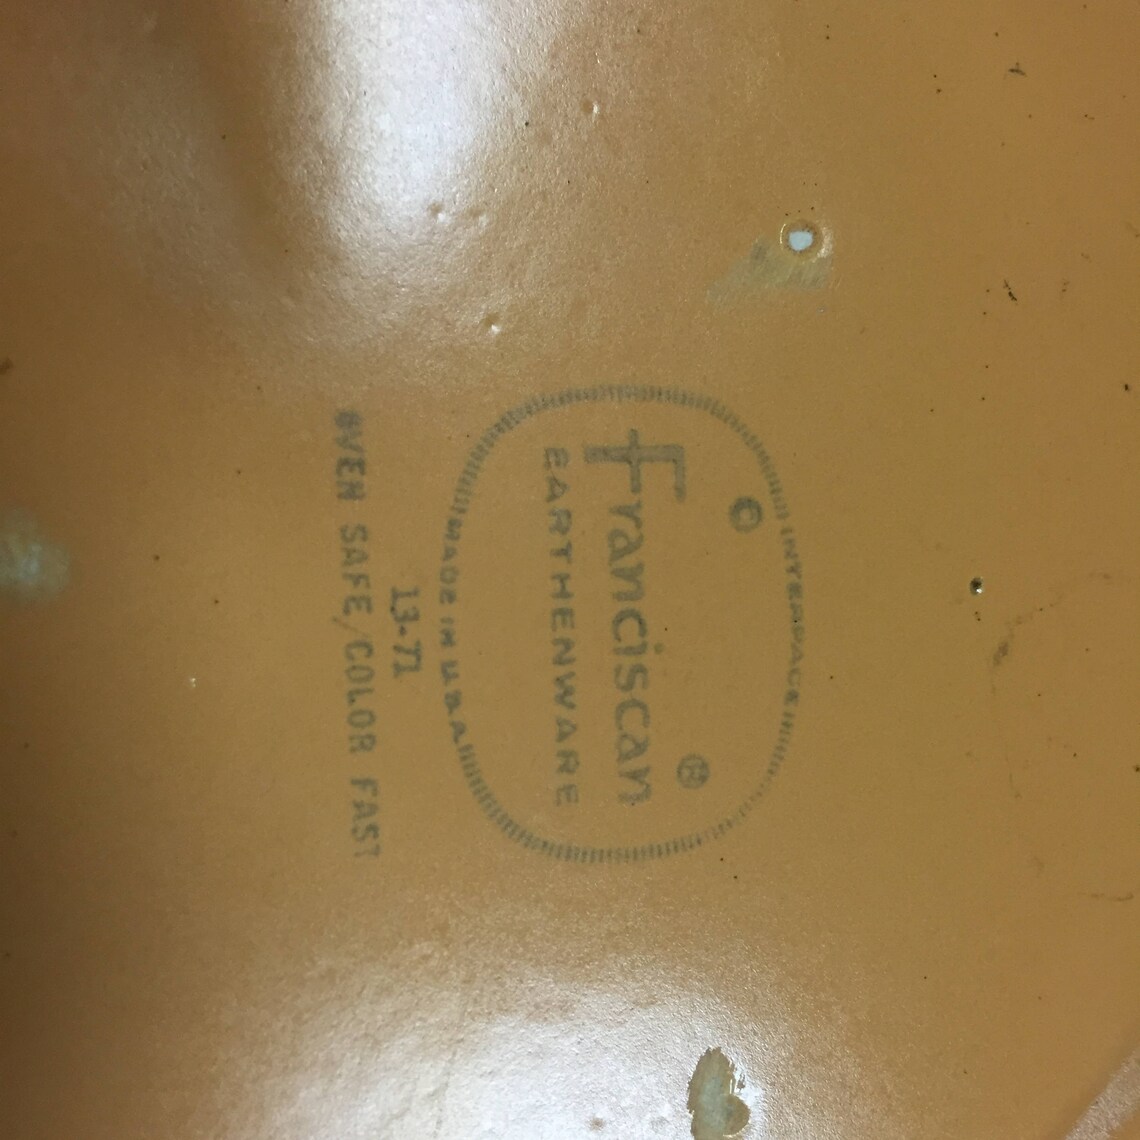 INTERPACE
©
Franciscan ®
EARTHENWARE
MADE IN U.S.A.
13-71
OVEN SAFE/COLOR FAST